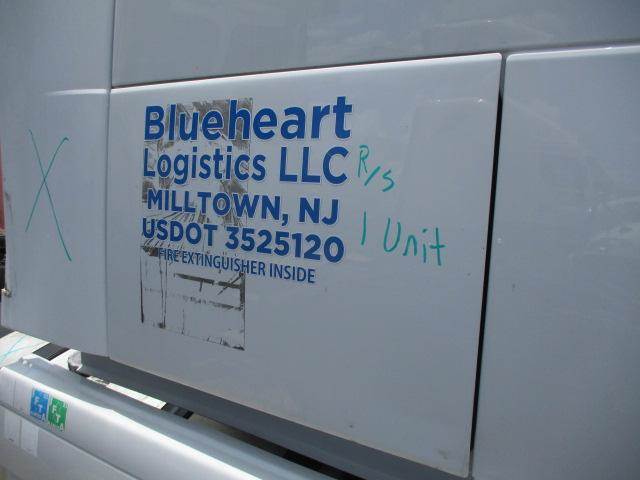 Blueheart
Logistics LLC
MILLTOWN, NJ
USDOT 3525120
FIRE EXTINGUISHER INSIDE
R/S
1 Unit
X